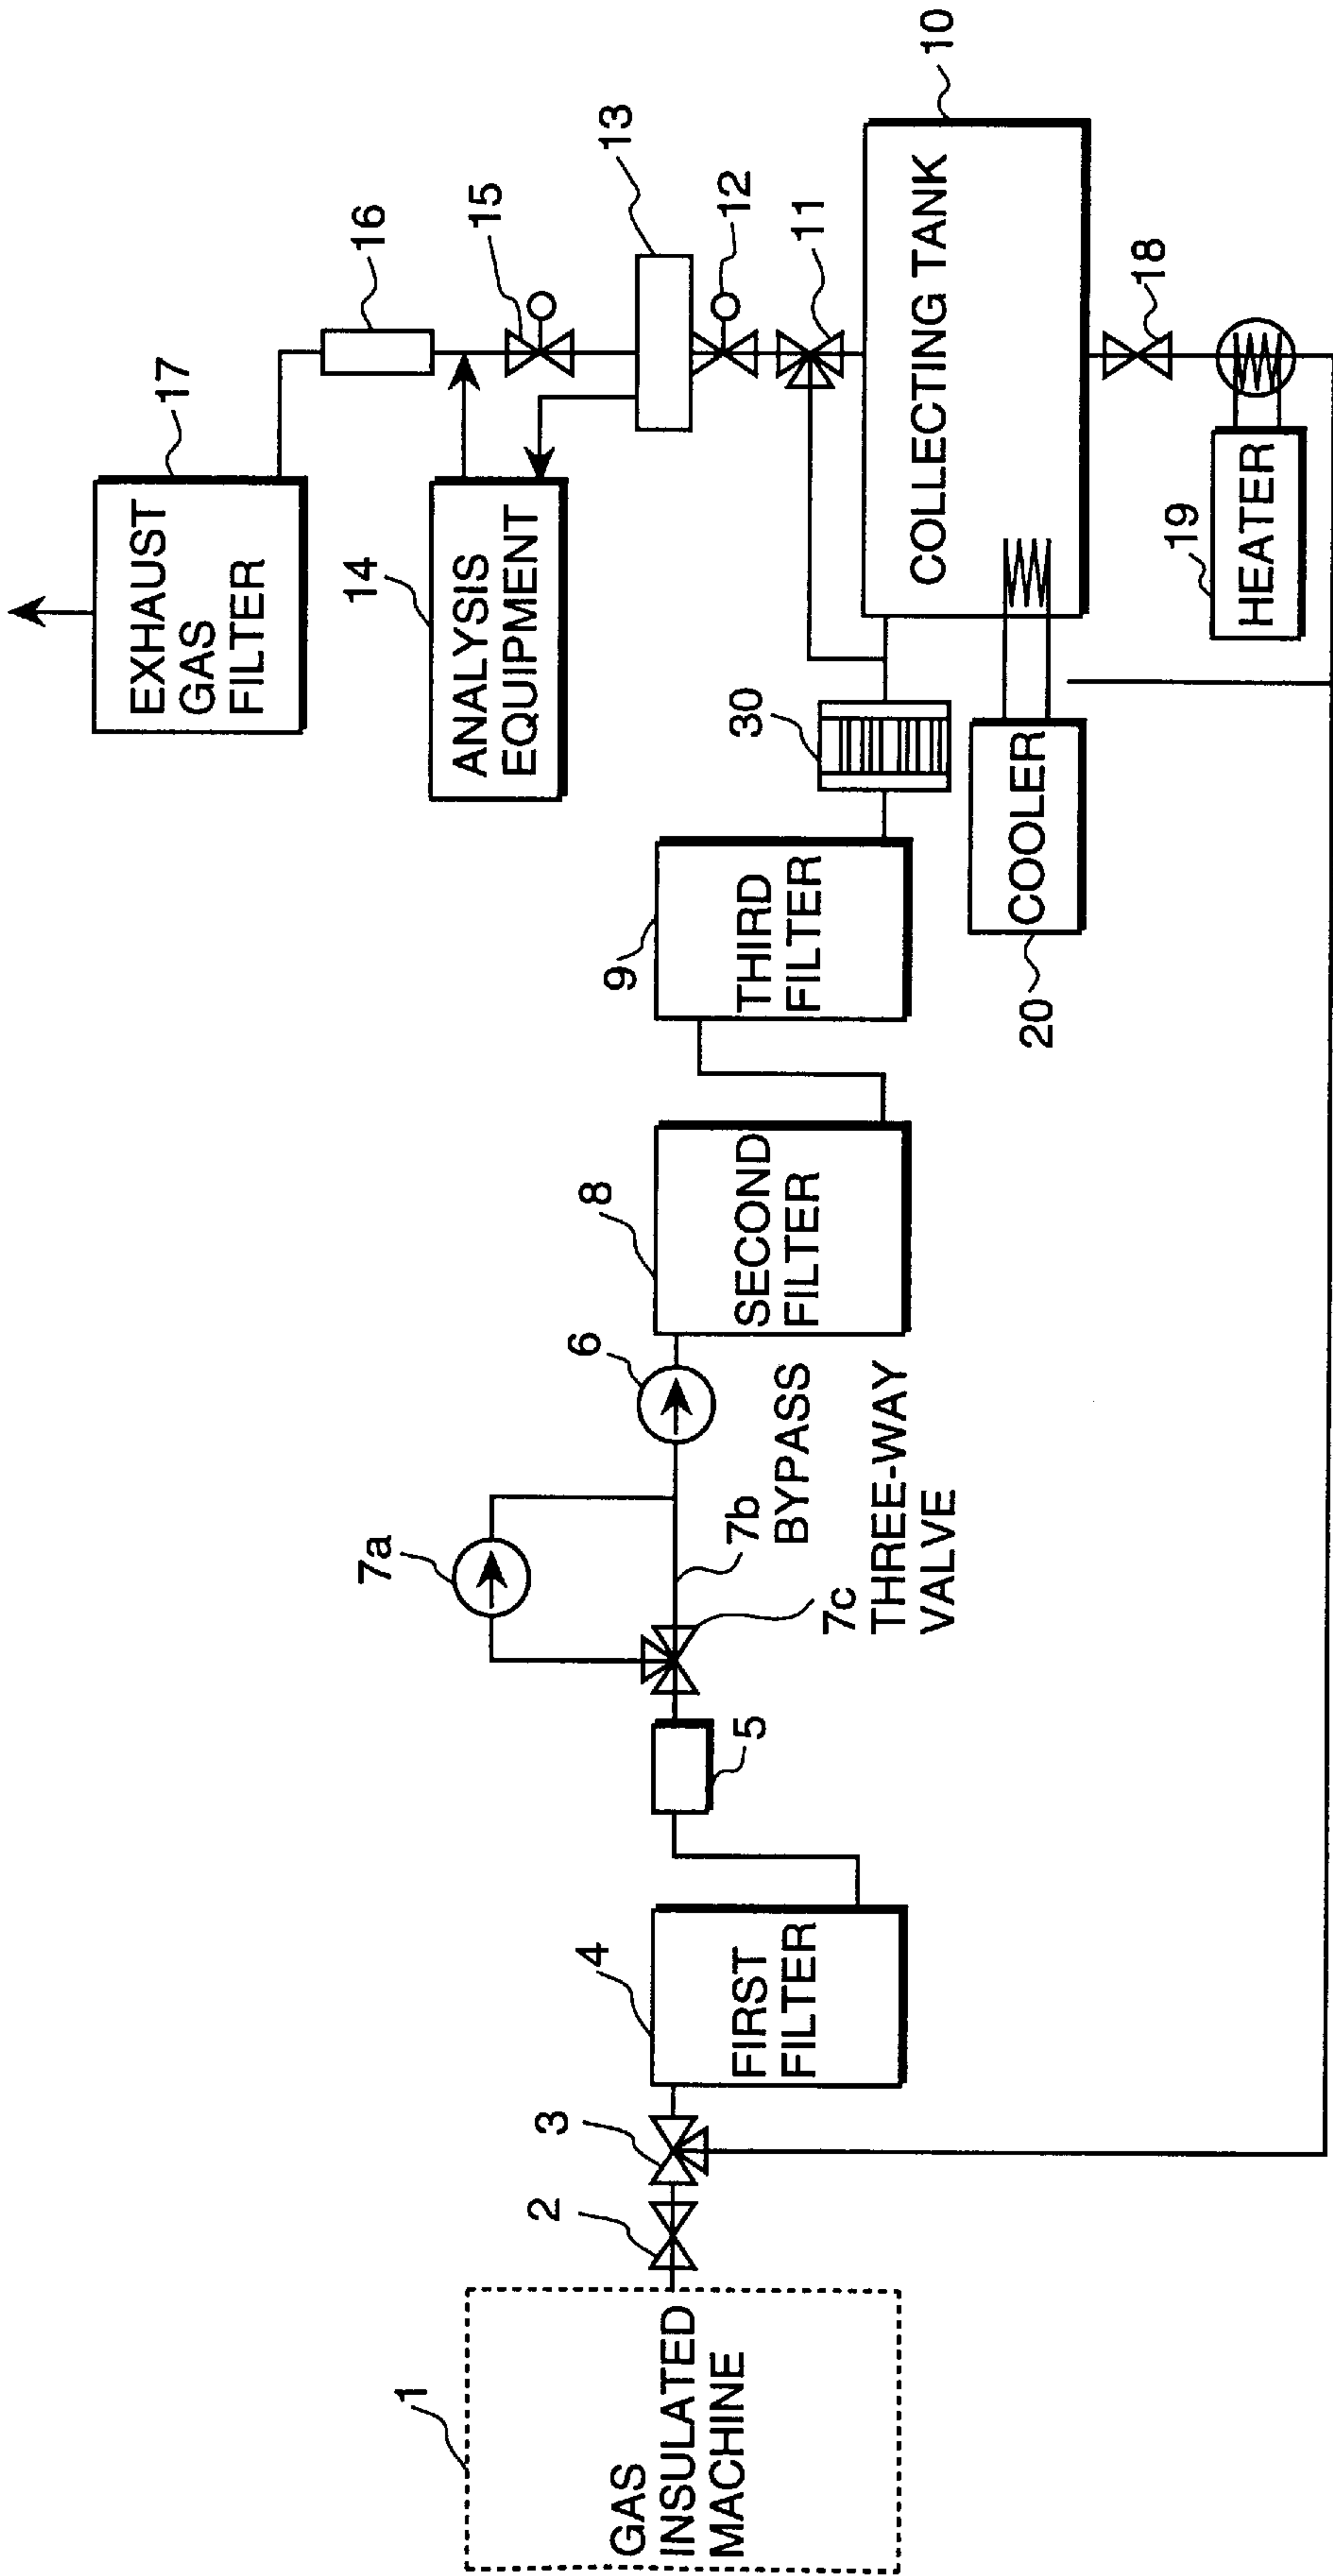 1
GAS
INSULATED
MACHINE
2
3
4
FIRST
FILTER
5
7a
7b
BYPASS
7c
THREE-WAY
VALVE
6
8
SECOND
FILTER
9
THIRD
FILTER
30
20
COOLER
10
COLLECTING TANK
11
12
13
14
ANALYSIS
EQUIPMENT
15
16
17
EXHAUST
GAS
FILTER
18
19
HEATER